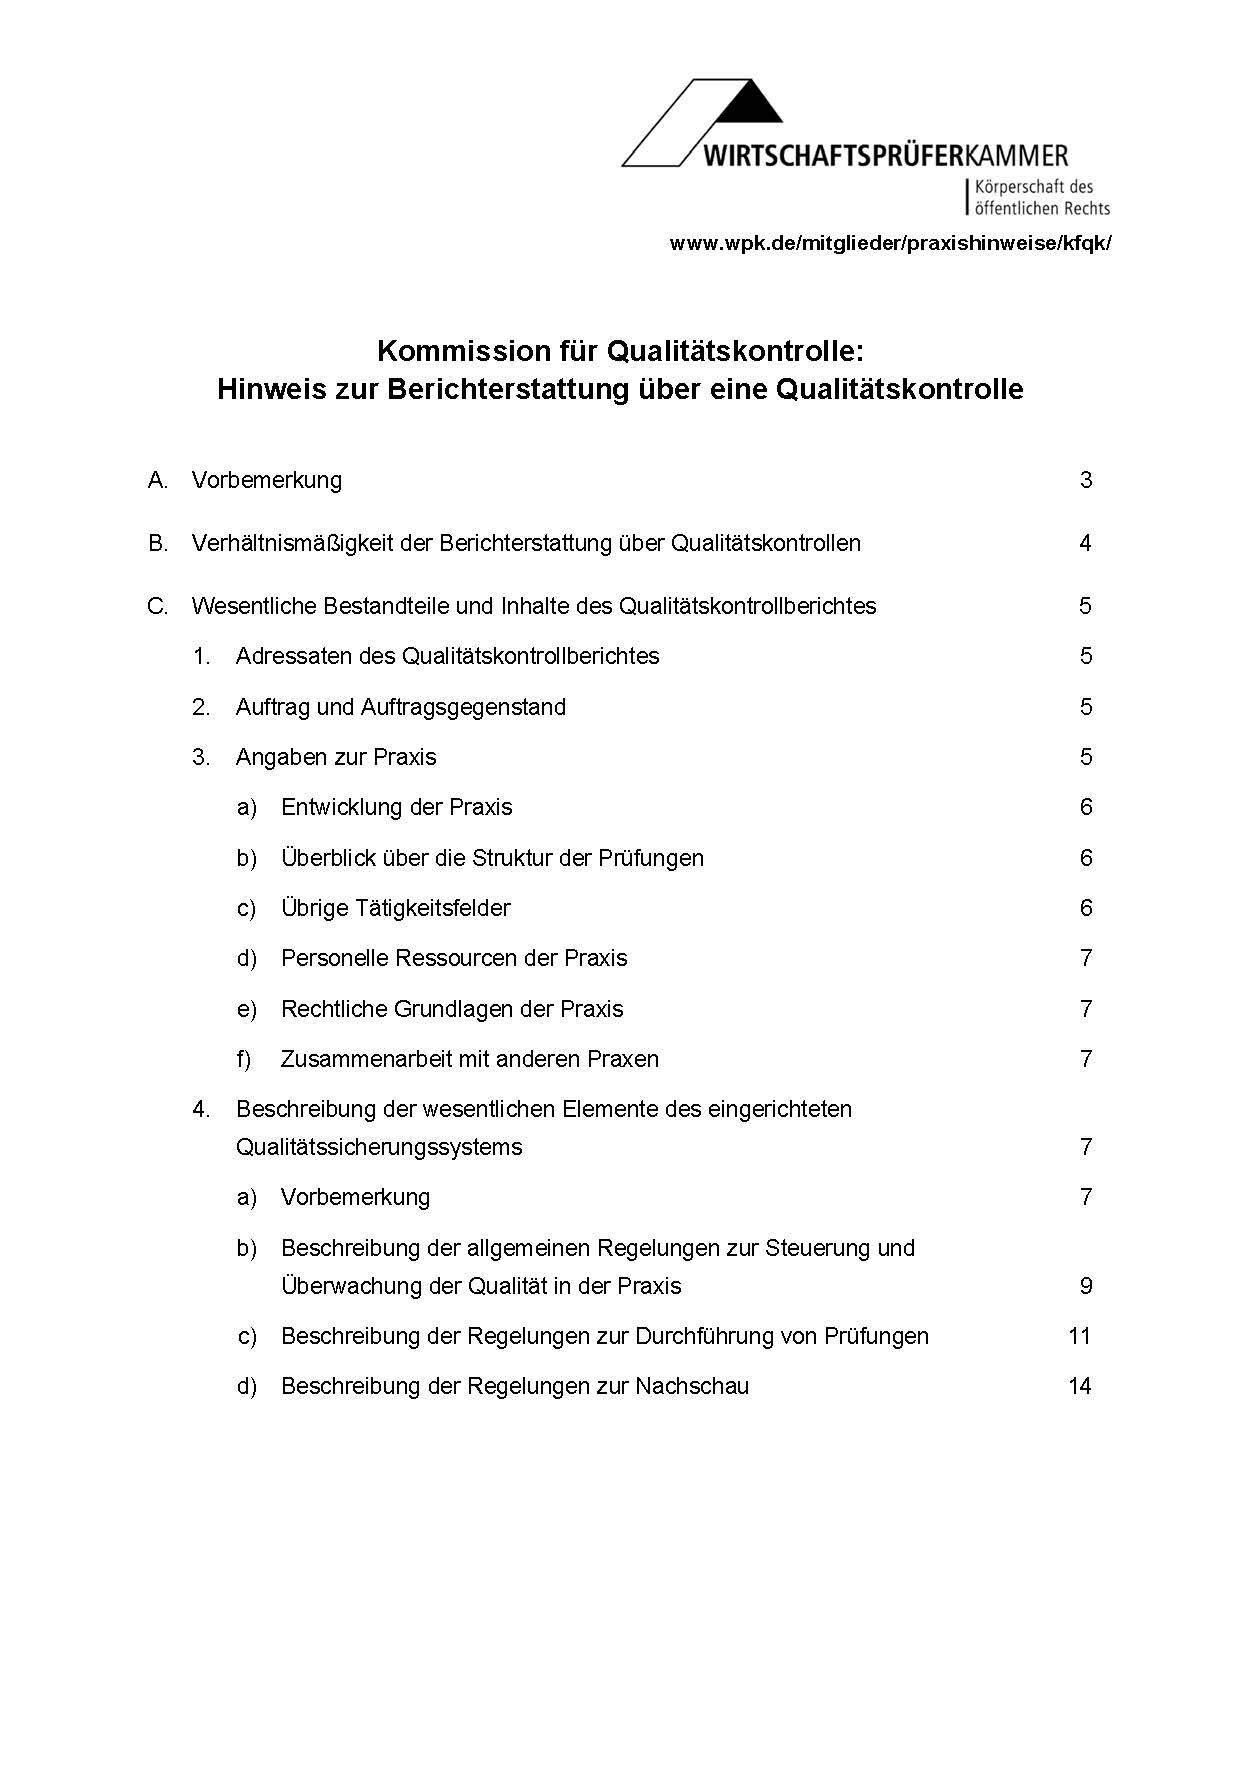 WIRTSCHAFTSPRÜFERKAMMER
Körperschaft des
öffentlichen Rechts
www.wpk.de/mitglieder/praxishinweise/kfqk/
Kommission für Qualitätskontrolle:
Hinweis zur Berichterstattung über eine Qualitätskontrolle
A. Vorbemerkung 3
B. Verhältnismäßigkeit der Berichterstattung über Qualitätskontrollen 4
C. Wesentliche Bestandteile und Inhalte des Qualitätskontrollberichtes 5
1. Adressaten des Qualitätskontrollberichtes 5
2. Auftrag und Auftragsgegenstand 5
3. Angaben zur Praxis 5
a) Entwicklung der Praxis 6
b) Überblick über die Struktur der Prüfungen 6
c) Übrige Tätigkeitsfelder 6
d) Personelle Ressourcen der Praxis 7
e) Rechtliche Grundlagen der Praxis 7
f) Zusammenarbeit mit anderen Praxen 7
4. Beschreibung der wesentlichen Elemente des eingerichteten
Qualitätssicherungssystems 7
a) Vorbemerkung 7
b) Beschreibung der allgemeinen Regelungen zur Steuerung und
Überwachung der Qualität in der Praxis 9
c) Beschreibung der Regelungen zur Durchführung von Prüfungen 11
d) Beschreibung der Regelungen zur Nachschau 14